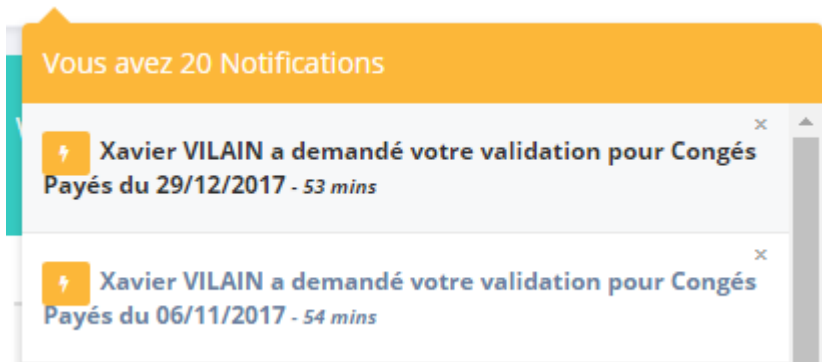 Vous avez 20 Notifications
Xavier VILAIN a demandé votre validation pour Congés
Payés du 29/12/2017 - 53 mins
Xavier VILAIN a demandé votre validation pour Congés
Payés du 06/11/2017 - 54 mins